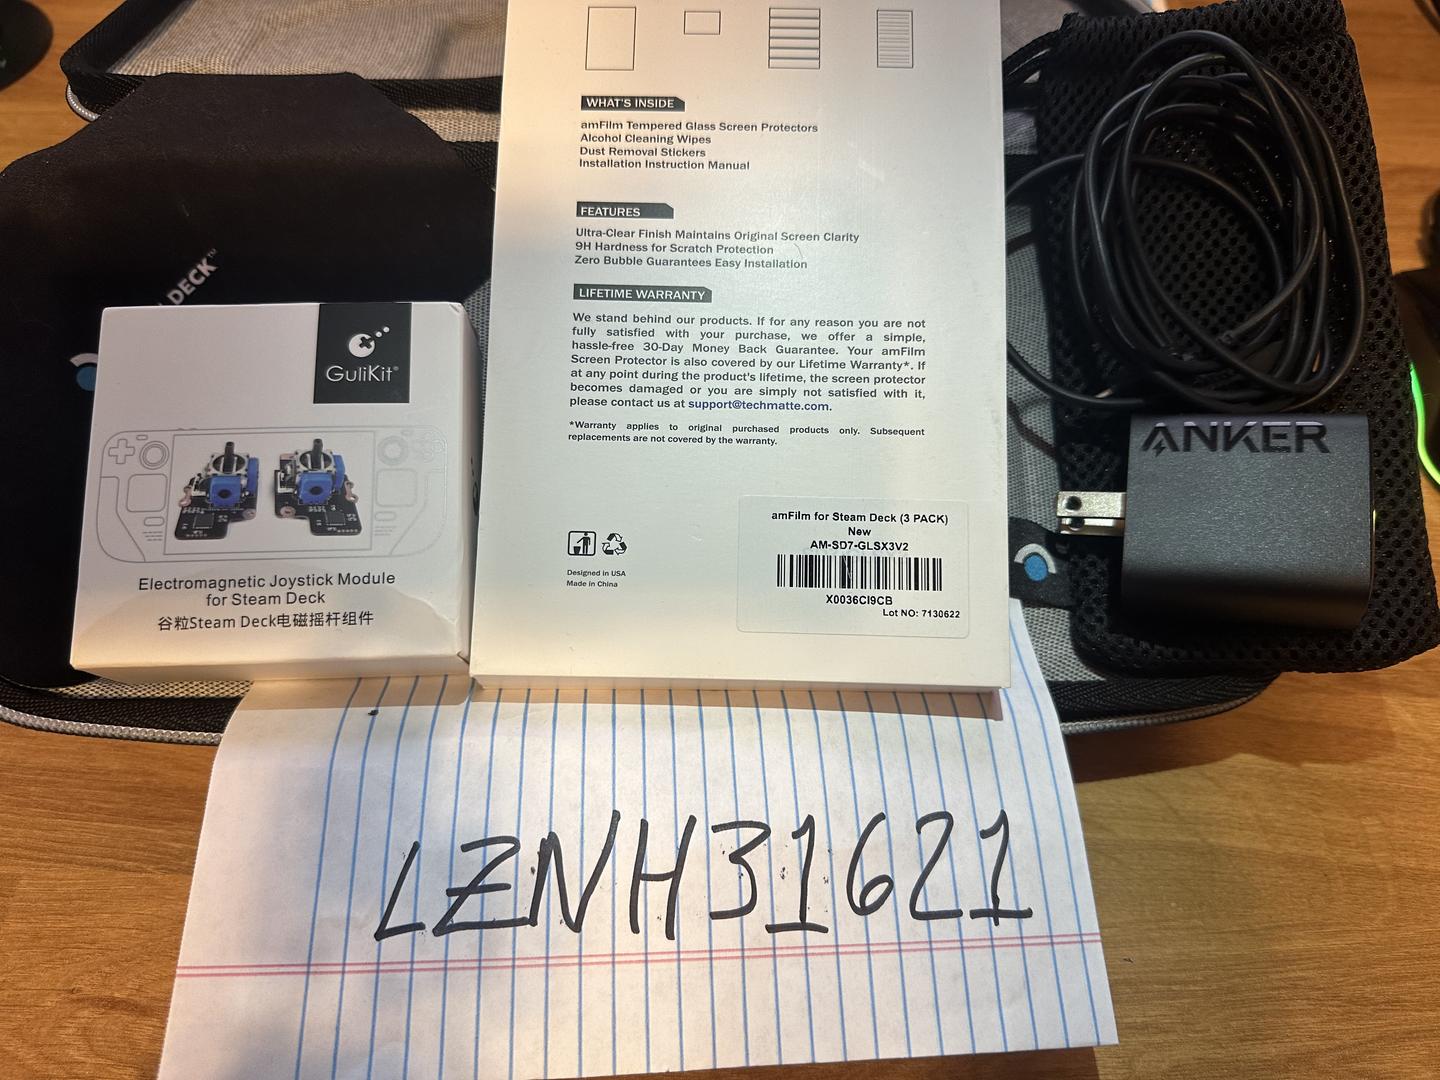 DECK™
GuliKit®
Electromagnetic Joystick Module
for Steam Deck
谷粒Steam Deck电磁摇杆组件
WHAT'S INSIDE
amFilm Tempered Glass Screen Protectors
Alcohol Cleaning Wipes
Dust Removal Stickers
Installation Instruction Manual
FEATURES
Ultra-Clear Finish Maintains Original Screen Clarity
9H Hardness for Scratch Protection
Zero Bubble Guarantees Easy Installation
LIFETIME WARRANTY
We stand behind our products. If for any reason you are not
fully satisfied with your purchase, we offer a simple,
hassle-free 30-Day Money Back Guarantee. Your amFilm
Screen Protector is also covered by our Lifetime Warranty*. If
at any point during the product's lifetime, the screen protector
becomes damaged or you are simply not satisfied with it,
please contact us at support@techmatte.com.
*Warranty applies to original purchased products only. Subsequent
replacements are not covered by the warranty.
Designed in USA
Made in China
amFilm for Steam Deck (3 PACK)
New
AM-SD7-GLSX3V2
X0036CI9CB
Lot NO: 7130622
ANKER
LZNH31621